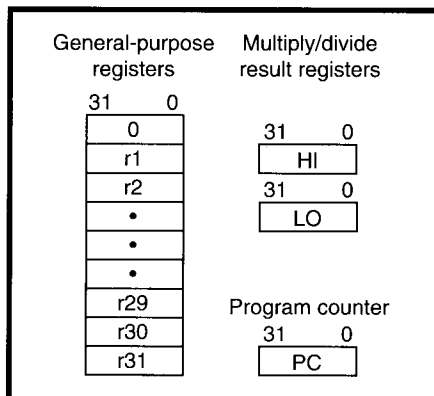 General-purpose
registers
31 0
0
r1
r2
•
•
•
r29
r30
r31
Multiply/divide
result registers
31 0
HI
31 0
LO
Program counter
31 0
PC